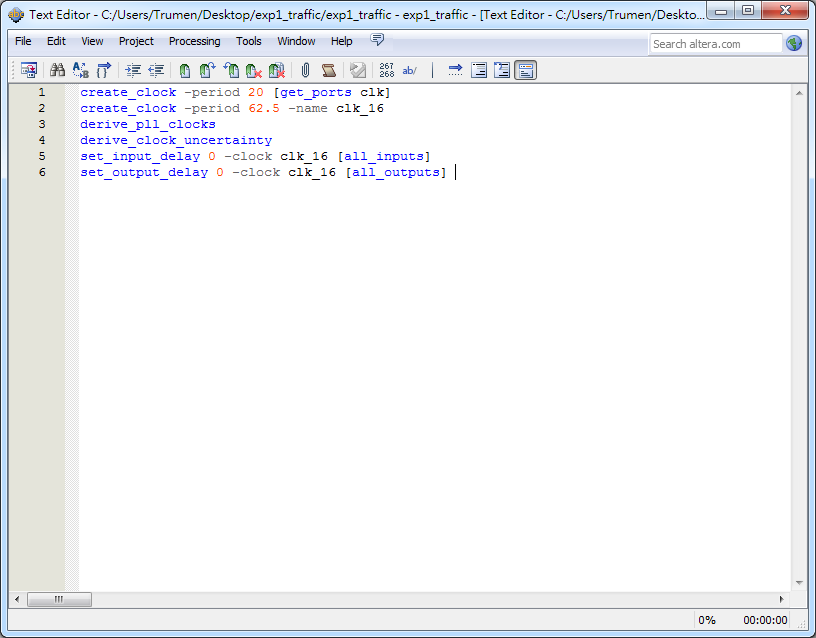 Text Editor - C:/Users/Trumen/Desktop/exp1_traffic/exp1_traffic - exp1_traffic - [Text Editor - C:/Users/Trumen/Deskto...
File Edit View Project Processing Tools Window Help
Search altera.com
267
268 ab/
1 create_clock -period 20 [get_ports clk]
2 create_clock -period 62.5 -name clk_16
3 derive_pll_clocks
4 derive_clock_uncertainty
5 set_input_delay 0 -clock clk_16 [all_inputs]
6 set_output_delay 0 -clock clk_16 [all_outputs]
0% 00:00:00